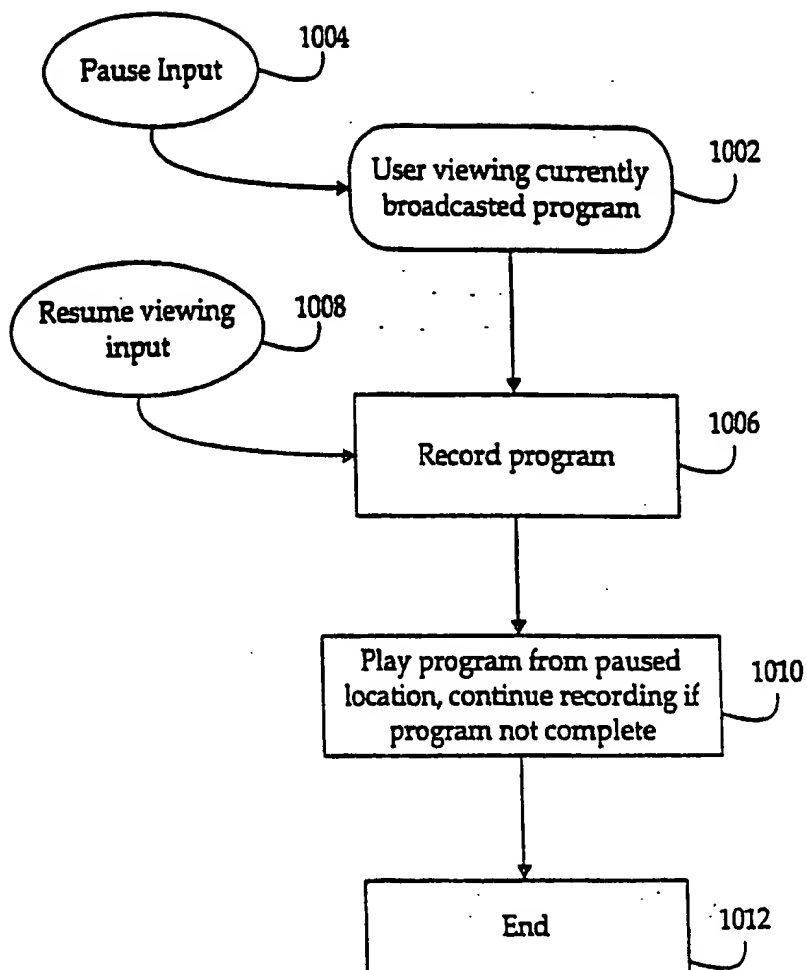 1004
Pause Input
1002
User viewing currently
broadcasted program
1008
Resume viewing
input
1006
Record program
1010
Play program from paused
location, continue recording if
program not complete
End
1012